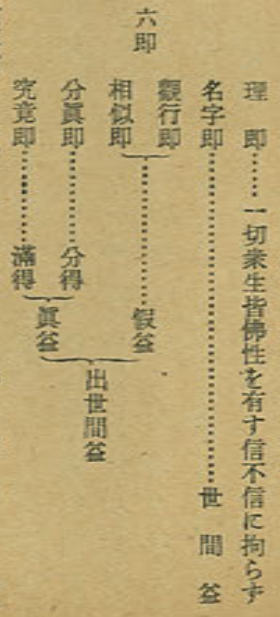 六即
理即……一切衆生皆佛性を有す信不信に拘らず
名字即……世間益
觀行即
相似即……假益
分眞即……分得
究竟即……滿得
眞益
出世間益